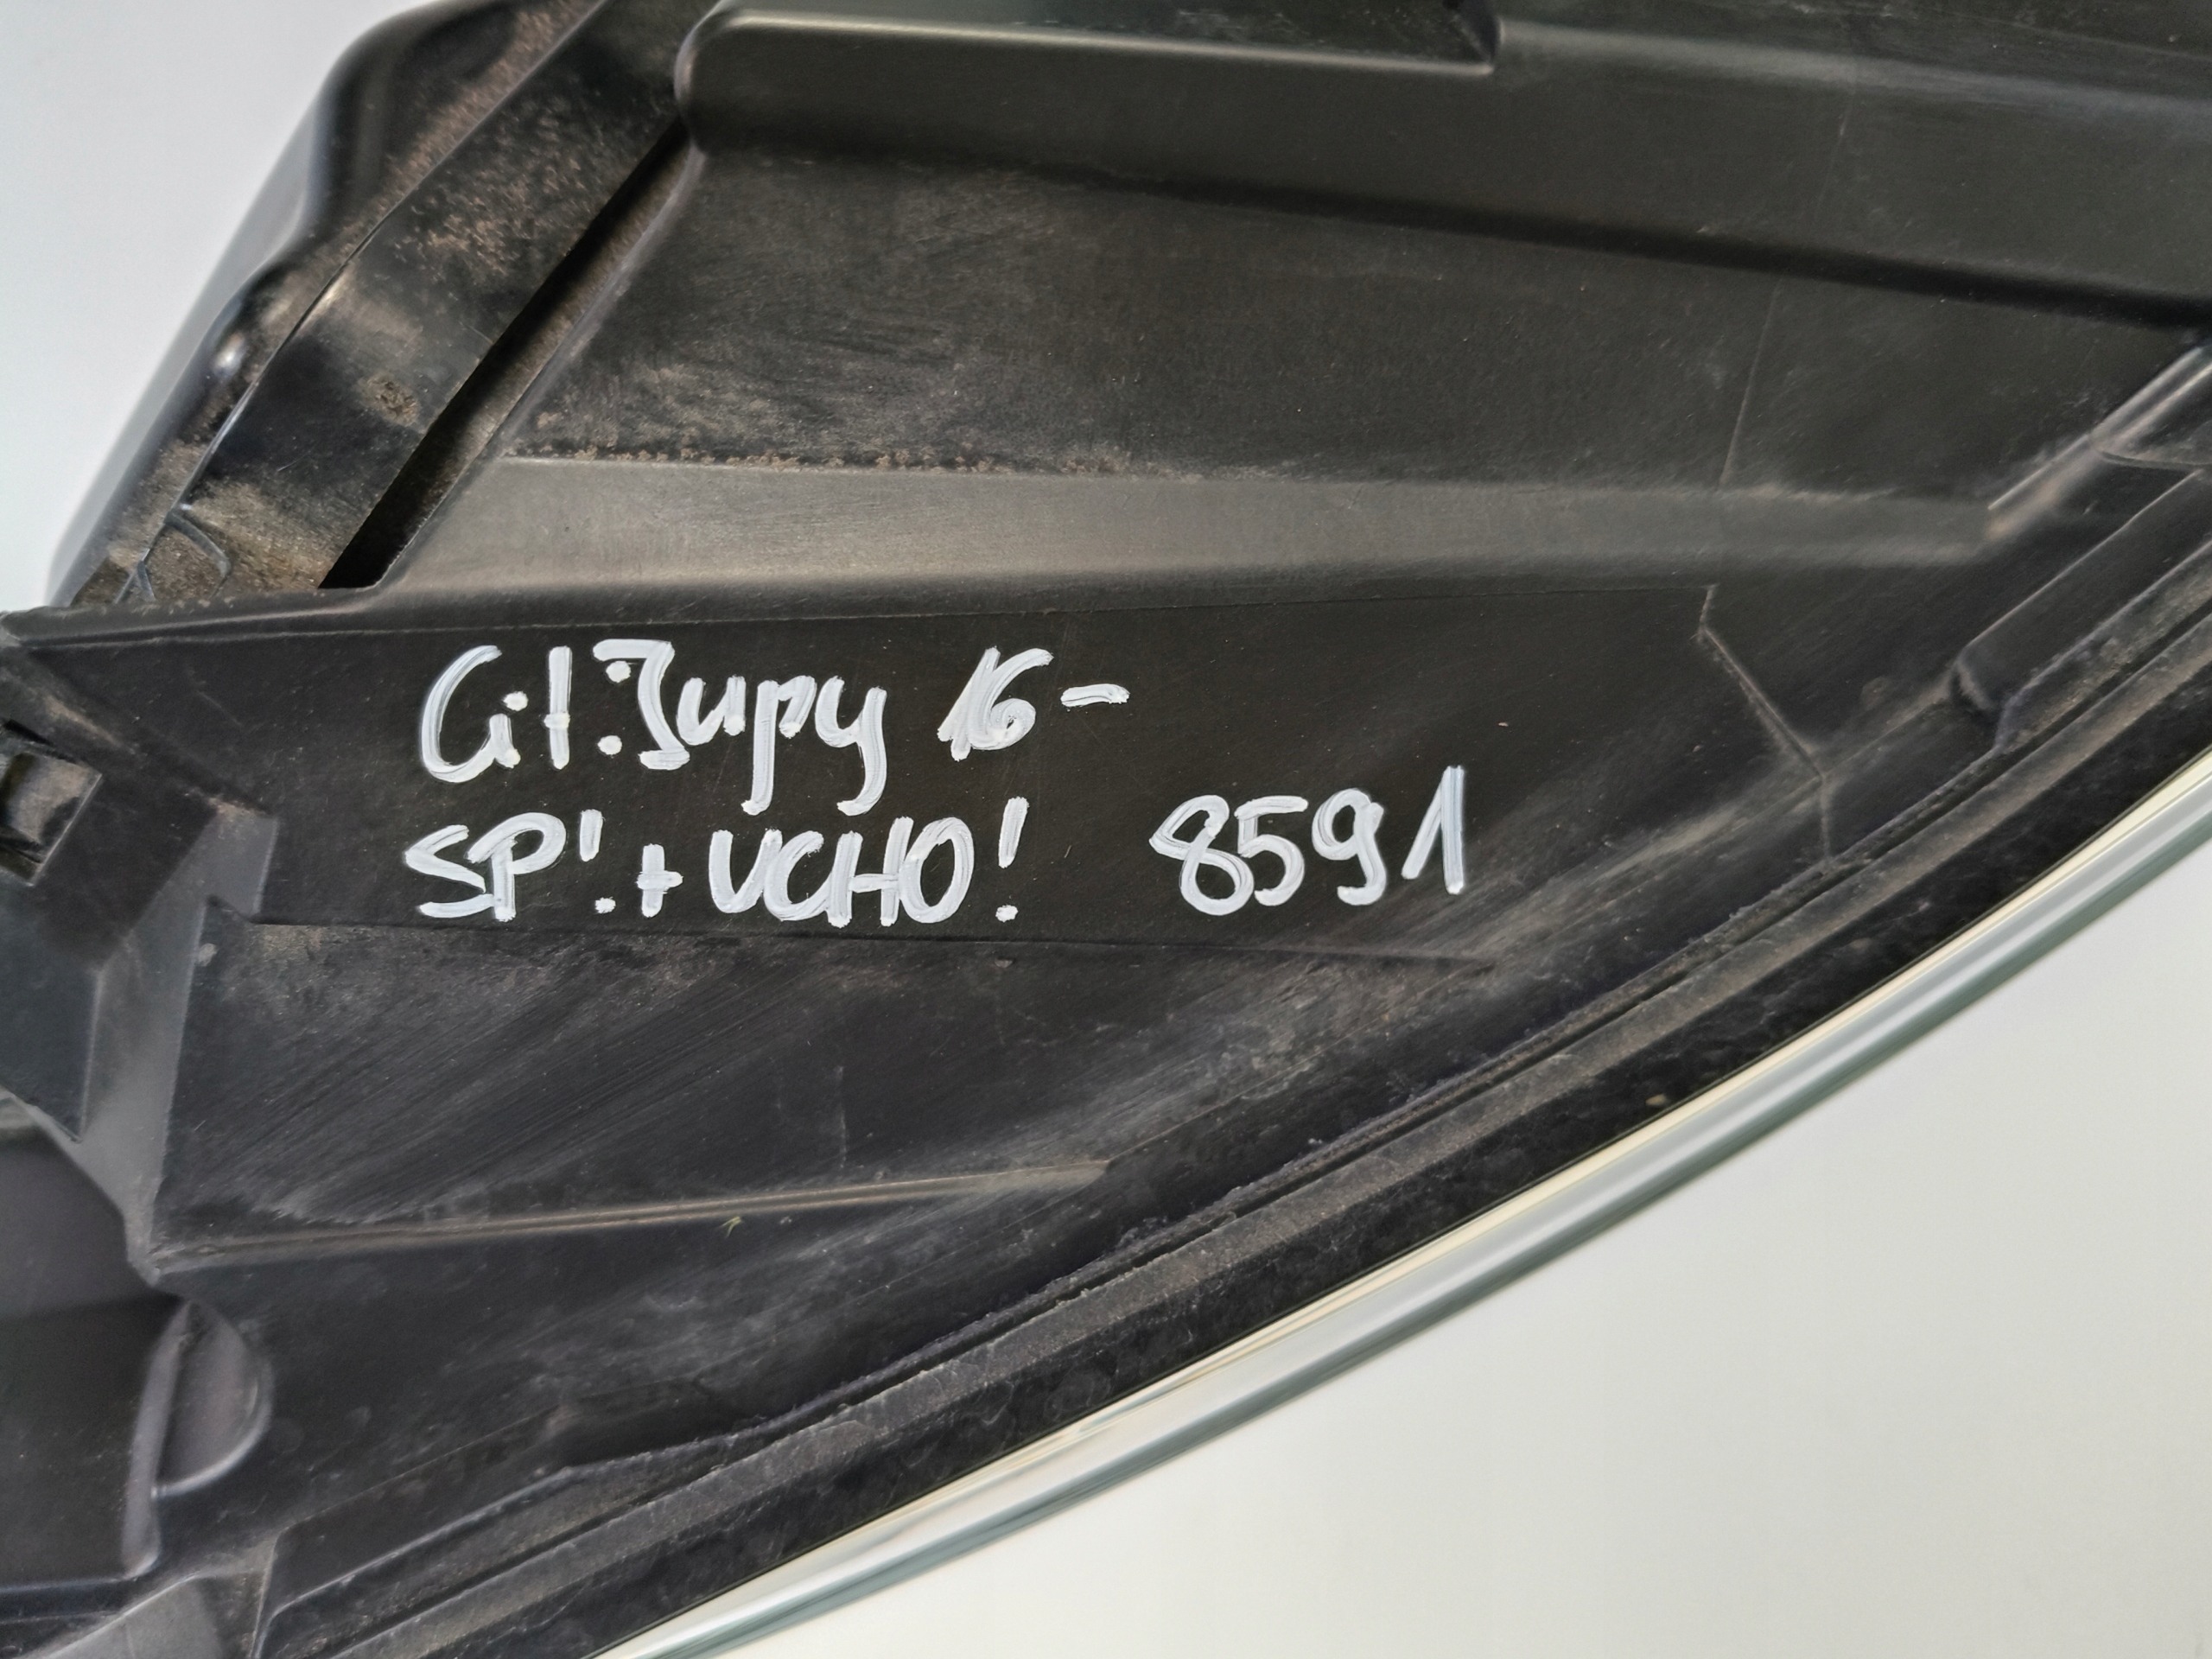 Cit: Jumpy 16-
SP! + UCHO! 8591